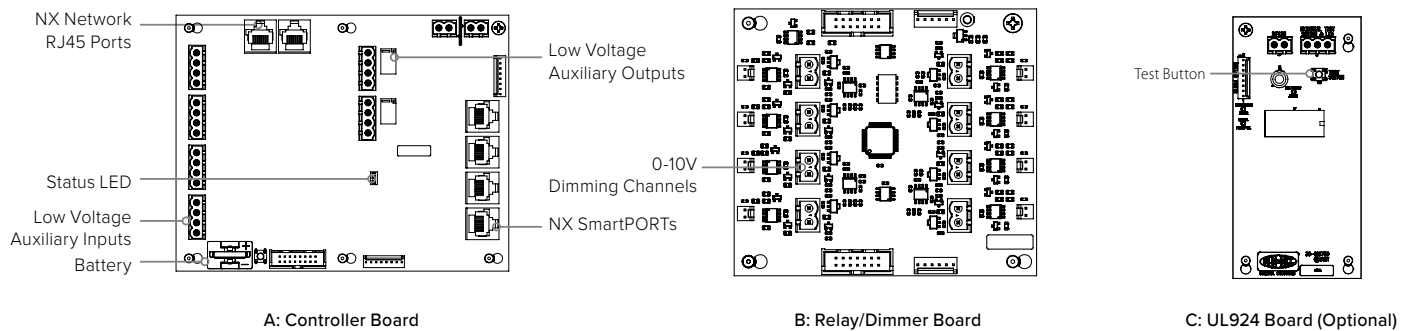 NX Network
RJ45 Ports
Low Voltage
Auxiliary Outputs
Status LED
Low Voltage
Auxiliary Inputs
Battery
NX SmartPORTs
A: Controller Board
0-10V
Dimming Channels
B: Relay/Dimmer Board
Test Button
C: UL924 Board (Optional)